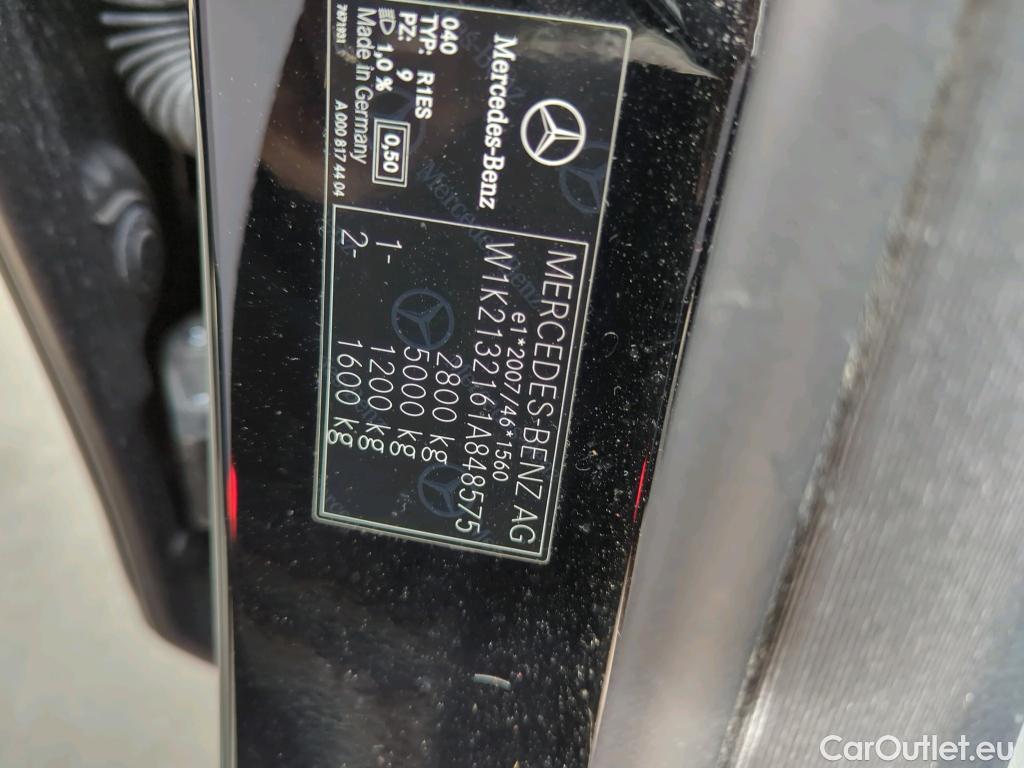 Mercedes-Benz
040
TYP: R1ES
PZ: 9
1,0 %
0,50
Made in Germany
A 000 817 44 04
MERCEDES-BENZ AG
e1*2007/46*1560
W1K2132161A848575
2800 kg
5000 kg
1- 1200 kg
2- 1600 kg
CarOutlet.eu